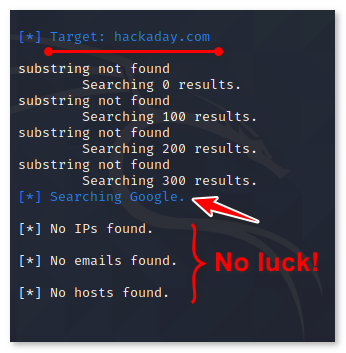 [*] Target: hackaday.com
substring not found
Searching 0 results.
substring not found
Searching 100 results.
substring not found
Searching 200 results.
substring not found
Searching 300 results.
[*] Searching Google.
[*] No IPs found.
[*] No emails found.
No luck!
[*] No hosts found.